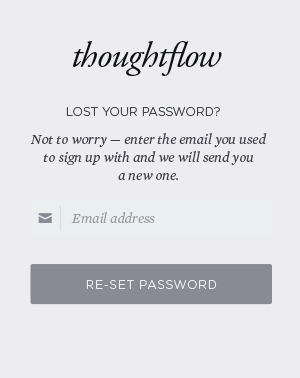 thoughtflow
LOST YOUR PASSWORD?
Not to worry — enter the email you used
to sign up with and we will send you
a new one.
Email address
RE-SET PASSWORD